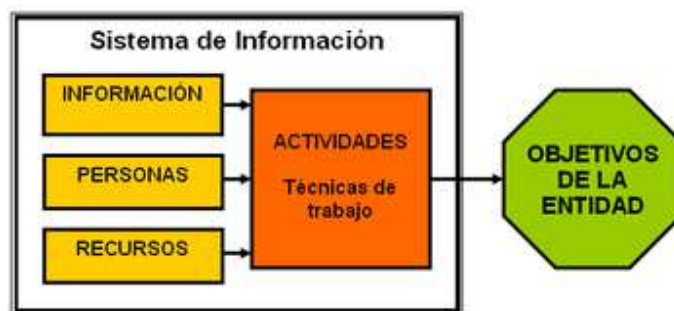 Sistema de Información
INFORMACIÓN
PERSONAS
RECURSOS
ACTIVIDADES
Técnicas de
trabajo
OBJETIVOS
DE LA
ENTIDAD